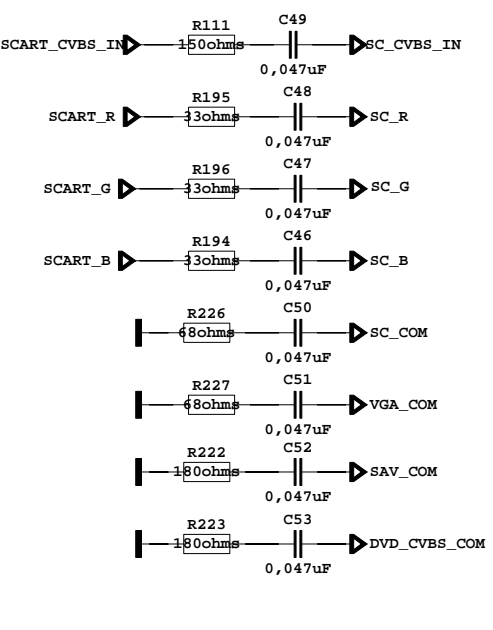 R111 C49
SCART_CVBS_IN 150ohms SC_CVBS_IN
0,047uF
R195 C48
SCART_R 33ohms SC_R
0,047uF
R196 C47
SCART_G 33ohms SC_G
0,047uF
R194 C46
SCART_B 33ohms SC_B
0,047uF
R226 C50
68ohms SC_COM
0,047uF
R227 C51
68ohms VGA_COM
0,047uF
R222 C52
180ohms SAV_COM
0,047uF
R223 C53
180ohms DVD_CVBS_COM
0,047uF